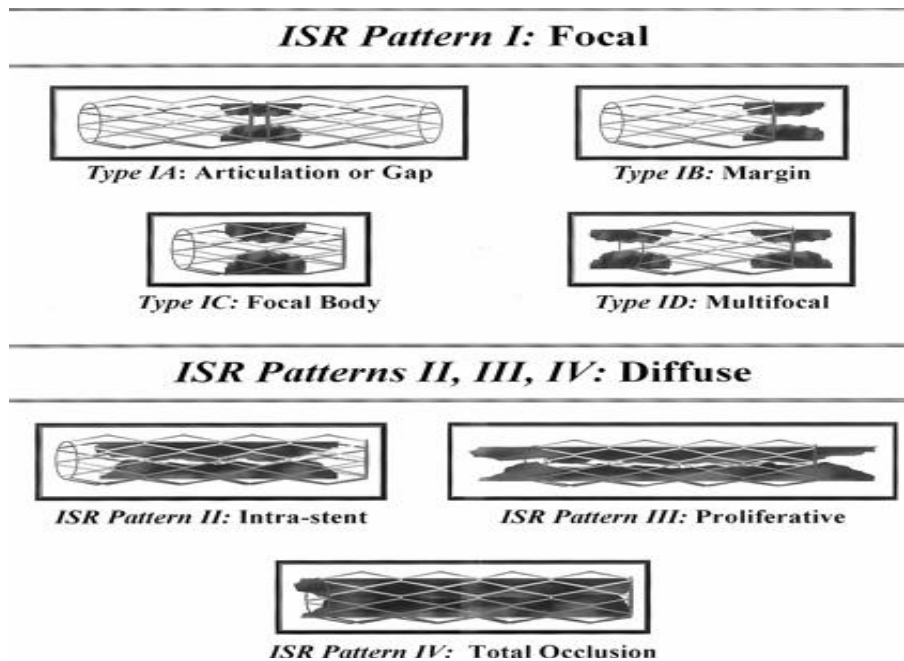 ISR Pattern I: Focal
Type IA: Articulation or Gap
Type IB: Margin
Type IC: Focal Body
Type ID: Multifocal
ISR Patterns II, III, IV: Diffuse
ISR Pattern II: Intra-stent
ISR Pattern III: Proliferative
ISR Pattern IV: Total Occlusion